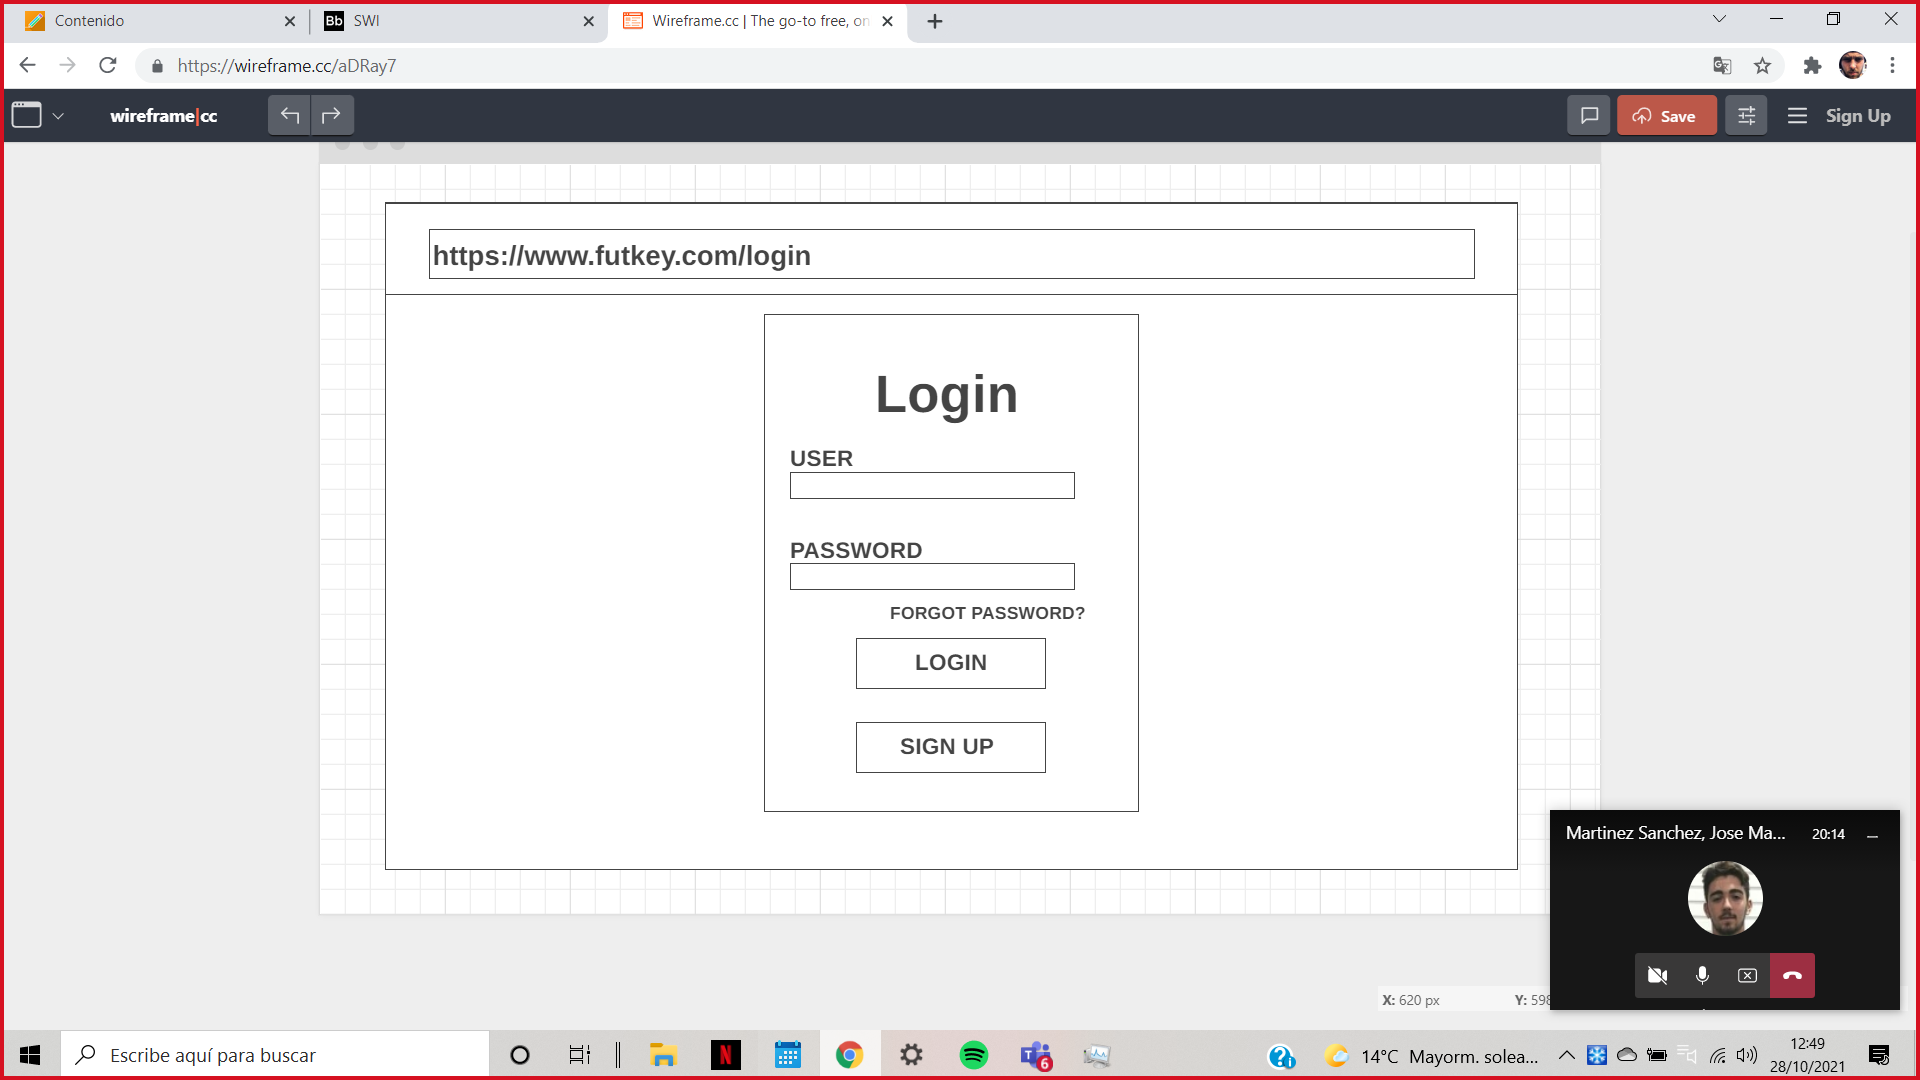 Contenido
Bb SWI
Wireframe.cc | The go-to free, on
https://wireframe.cc/aDRay7
wireframe|cc
Save
Sign Up
https://www.futkey.com/login
Login
USER
PASSWORD
FORGOT PASSWORD?
LOGIN
SIGN UP
Martinez Sanchez, Jose Ma... 20:14
X: 620 px Y: 598
Escribe aquí para buscar
N
T
6
14°C Mayorm. solea...
12:49
28/10/2021